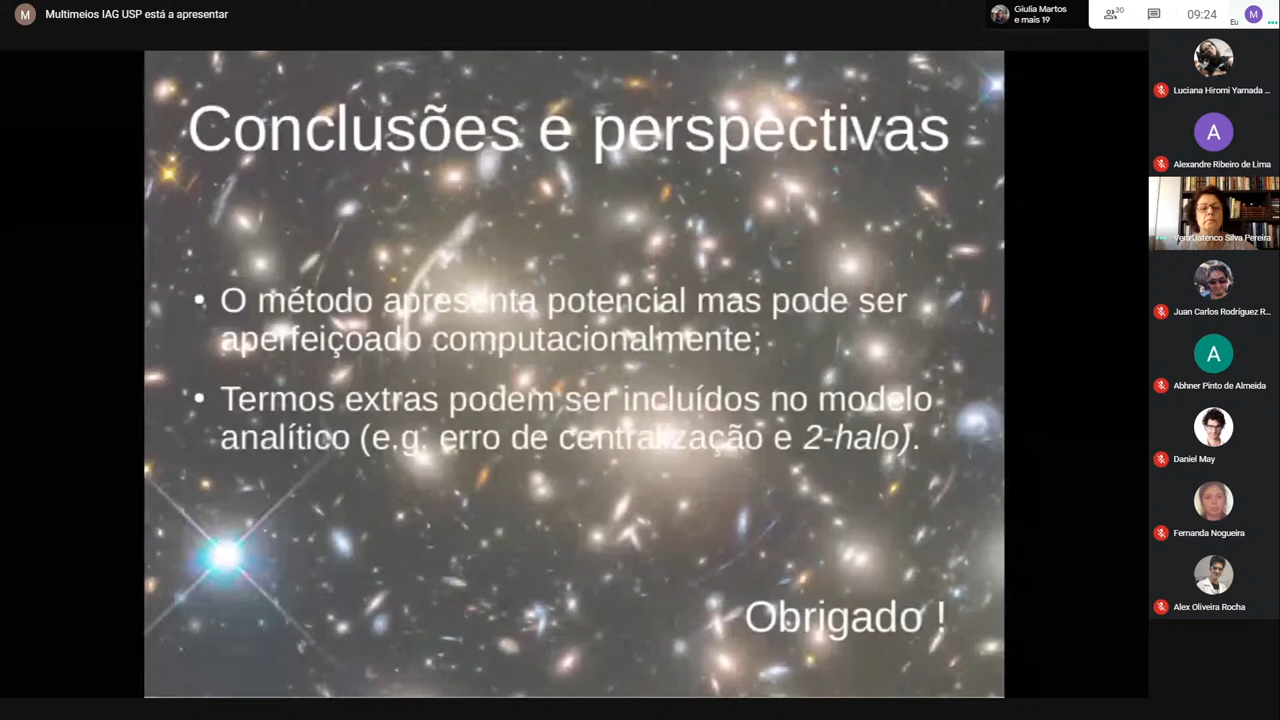 M
Multimeios IAG USP está a apresentar
Giulia Martos
e mais 19
30
09:24
Eu
M
Conclusões e perspectivas
• O método apresenta potencial mas pode ser
aperfeiçoado computacionalmente;
• Termos extras podem ser incluídos no modelo
analítico (e.g. erro de centralização e 2-halo).
Obrigado !
Luciana Hiromi Yamada ...
A
Alexandre Ribeiro de Lima
Vera Jatenco Silva Pereira
Juan Carlos Rodríguez R...
A
Abhner Pinto de Almeida
Daniel May
Fernanda Nogueira
Alex Oliveira Rocha